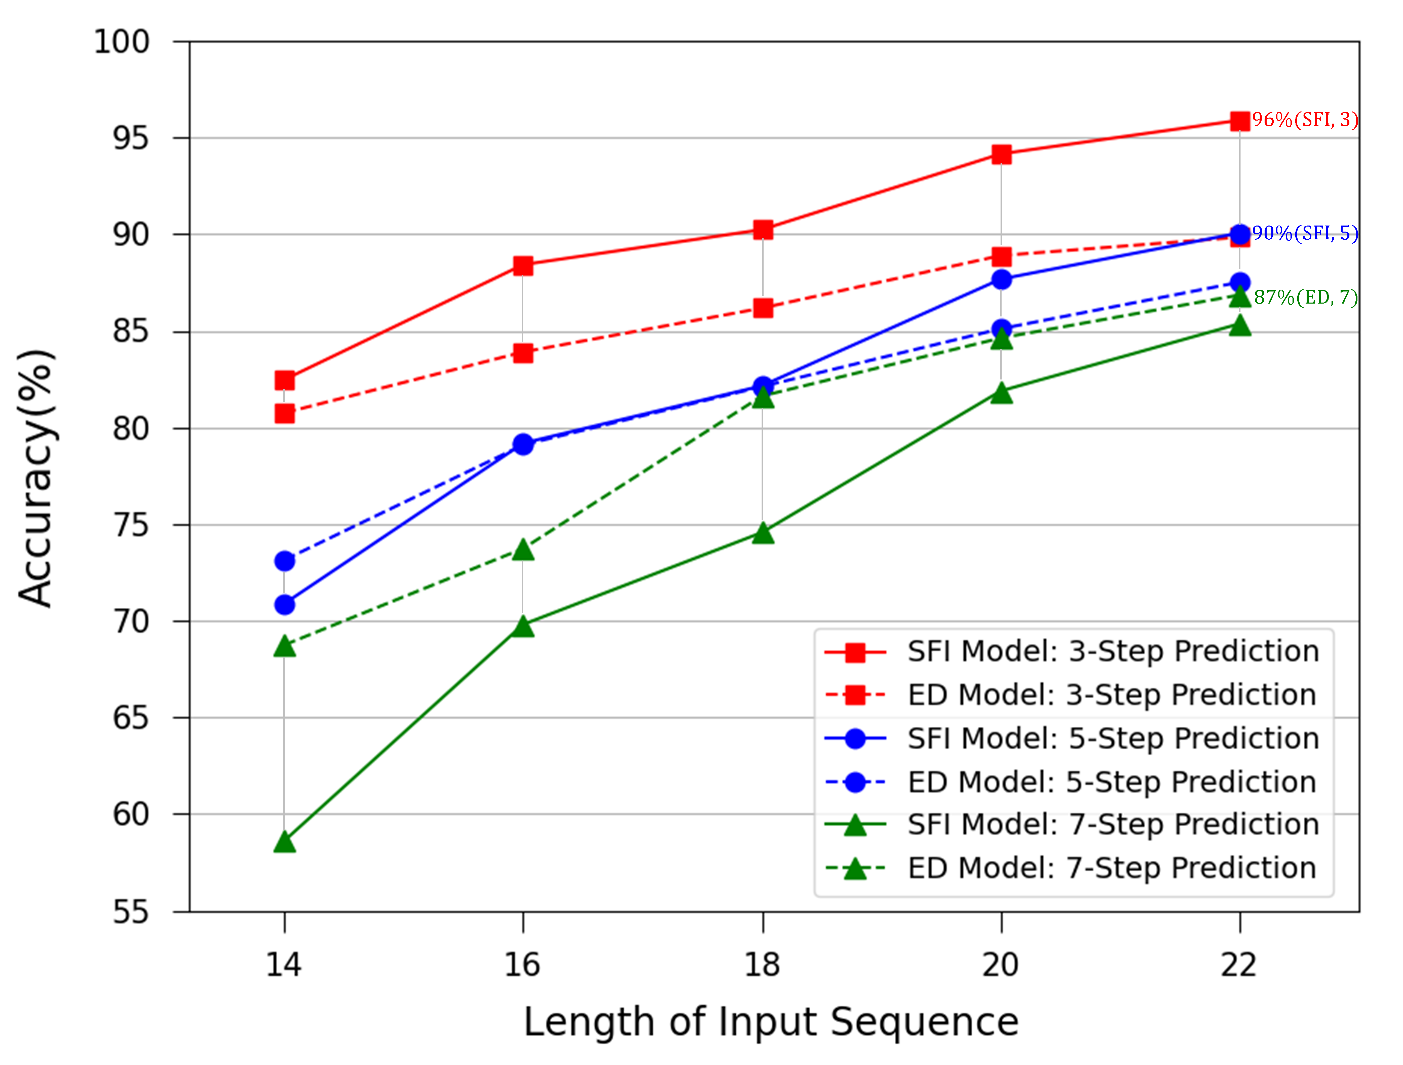 100
95
90
85
80
75
70
65
60
55
Accuracy(%)
96%(SFI, 3)
90%(SFI, 5)
87%(ED, 7)
SFI Model: 3-Step Prediction
ED Model: 3-Step Prediction
SFI Model: 5-Step Prediction
ED Model: 5-Step Prediction
SFI Model: 7-Step Prediction
ED Model: 7-Step Prediction
14 16 18 20 22
Length of Input Sequence